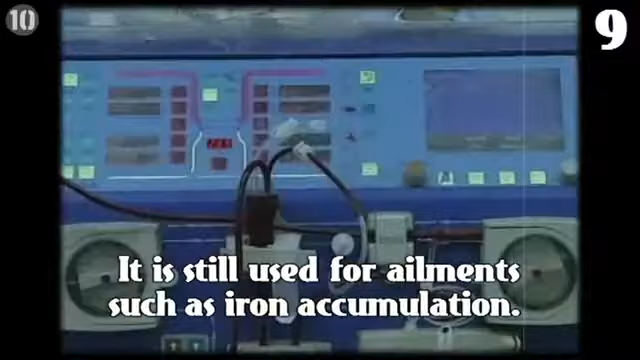 10
9
It is still used for ailments
such as iron accumulation.